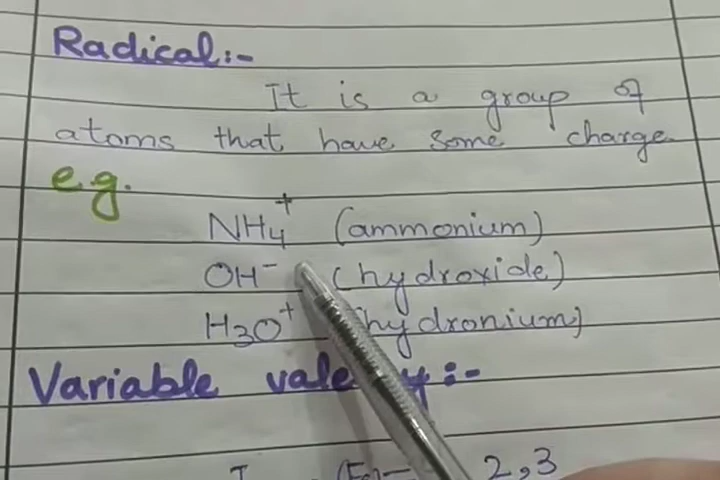 Radical:-
It is a group of
atoms that have some charge.
e.g.
NH4+ (ammonium)
OH- (hydroxide)
H3O+ (hydronium)
Variable
2,3